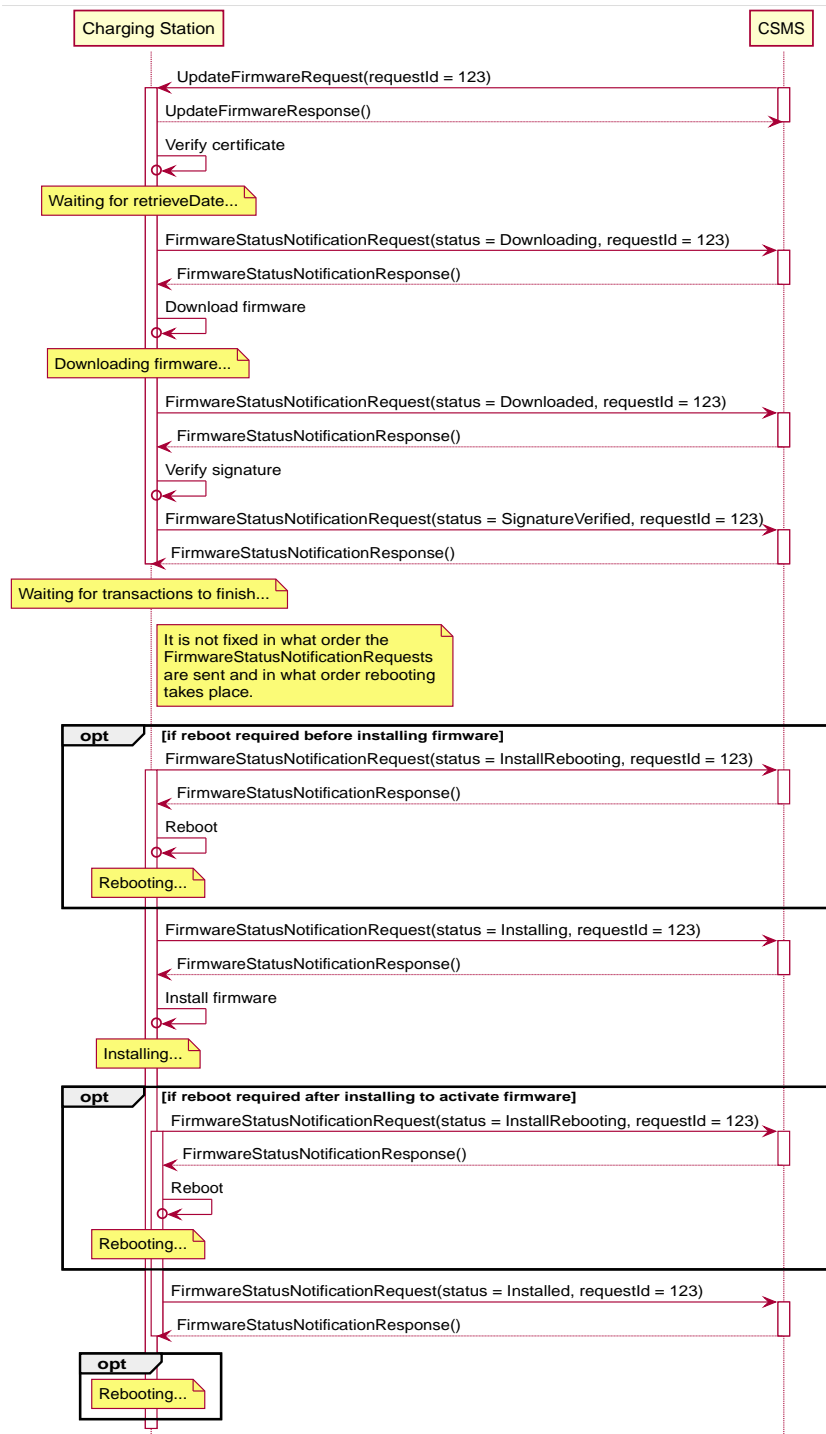 Charging Station
CSMS
UpdateFirmwareRequest(requestId = 123)
UpdateFirmwareResponse()
Verify certificate
Waiting for retrieveDate...
FirmwareStatusNotificationRequest(status = Downloading, requestId = 123)
FirmwareStatusNotificationResponse()
Download firmware
Downloading firmware...
FirmwareStatusNotificationRequest(status = Downloaded, requestId = 123)
FirmwareStatusNotificationResponse()
Verify signature
FirmwareStatusNotificationRequest(status = SignatureVerified, requestId = 123)
FirmwareStatusNotificationResponse()
Waiting for transactions to finish...
It is not fixed in what order the
FirmwareStatusNotificationRequests
are sent and in what order rebooting
takes place.
opt
[if reboot required before installing firmware]
FirmwareStatusNotificationRequest(status = InstallRebooting, requestId = 123)
FirmwareStatusNotificationResponse()
Reboot
Rebooting...
FirmwareStatusNotificationRequest(status = Installing, requestId = 123)
FirmwareStatusNotificationResponse()
Install firmware
Installing...
opt
[if reboot required after installing to activate firmware]
FirmwareStatusNotificationRequest(status = InstallRebooting, requestId = 123)
FirmwareStatusNotificationResponse()
Reboot
Rebooting...
FirmwareStatusNotificationRequest(status = Installed, requestId = 123)
FirmwareStatusNotificationResponse()
opt
Rebooting...